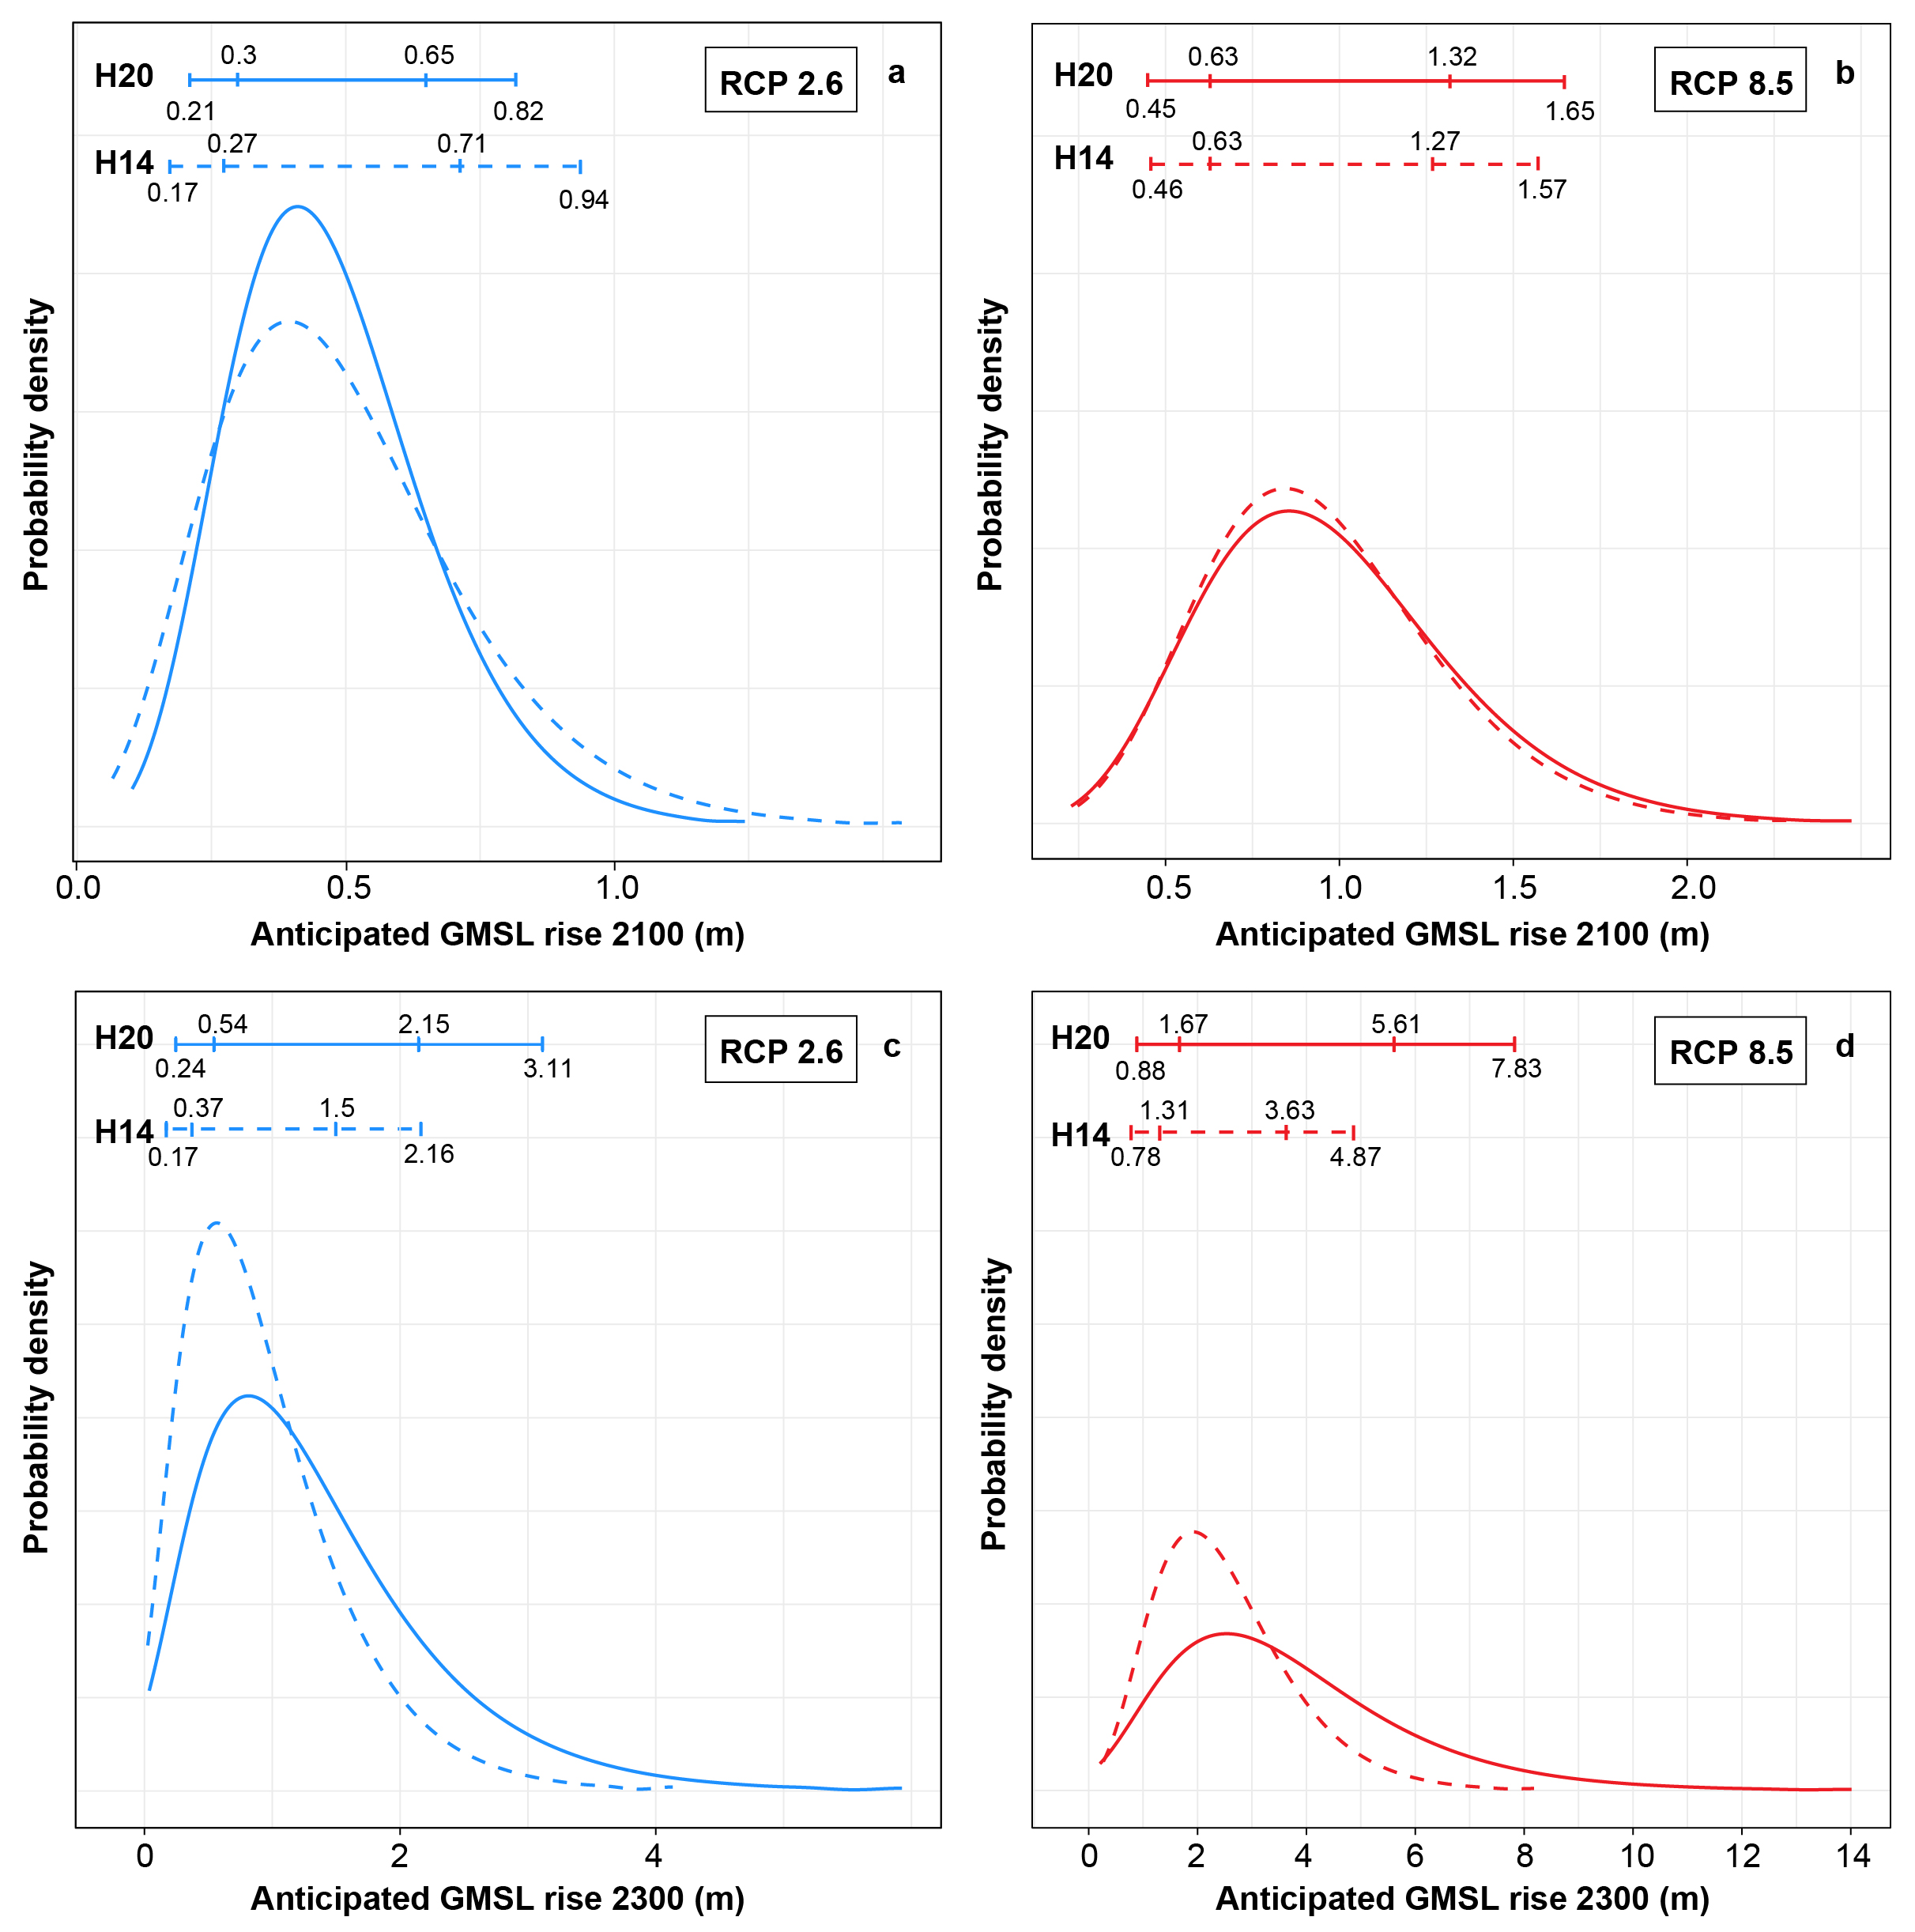 0.3 0.65
H20 RCP 2.6 a
0.21 0.82
0.27 0.71
H14
0.17 0.94
Probability density
0.0 0.5 1.0
Anticipated GMSL rise 2100 (m)
0.63 1.32
H20 RCP 8.5 b
0.45 1.65
0.63 1.27
H14
0.46 1.57
Probability density
0.5 1.0 1.5 2.0
Anticipated GMSL rise 2100 (m)
0.54 2.15
H20 RCP 2.6 c
0.24 3.11
0.37 1.5
H14
0.17 2.16
Probability density
0 2 4
Anticipated GMSL rise 2300 (m)
1.67 5.61
H20 RCP 8.5 d
0.88 7.83
1.31 3.63
H14
0.78 4.87
Probability density
0 2 4 6 8 10 12 14
Anticipated GMSL rise 2300 (m)